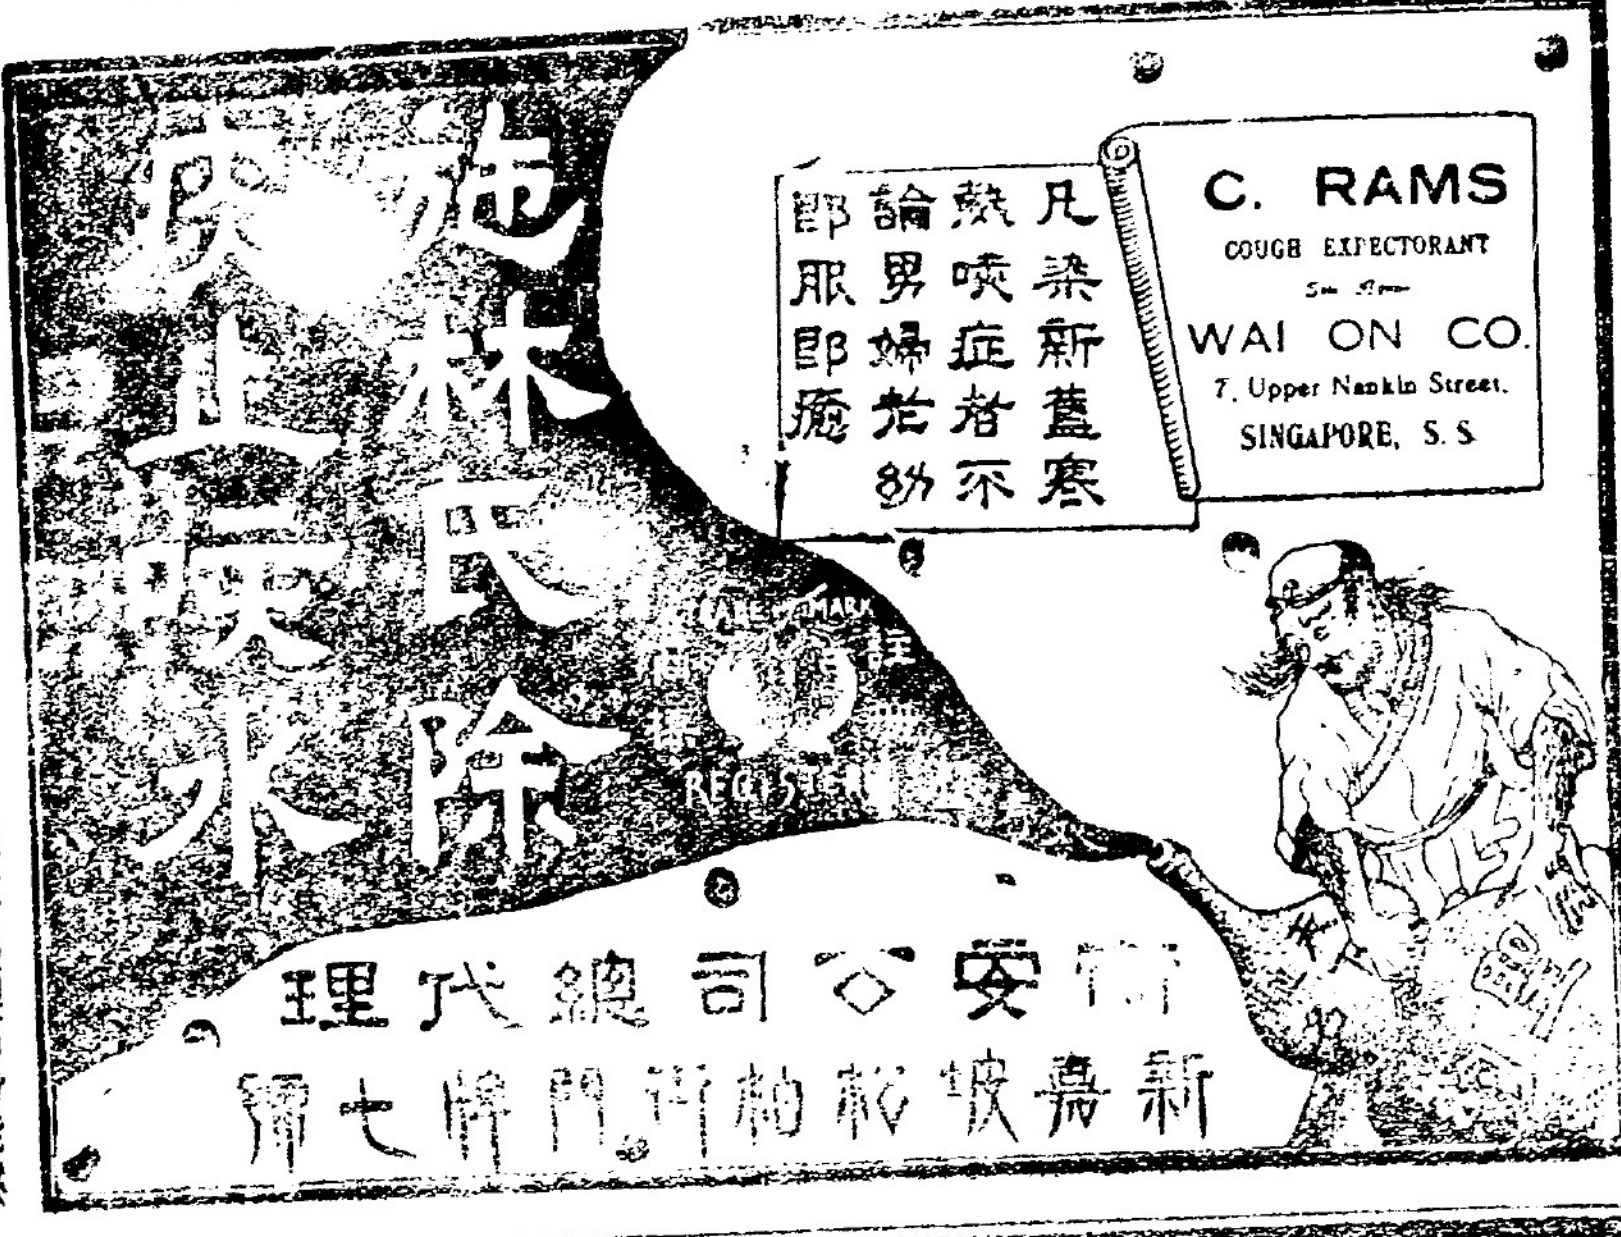 施林氏除
痰止咳水
C. RAMS
COUGH EXPECTORANT
WAI ON CO.
7, Upper Nankin Street.
SINGAPORE, S. S.
凡染新舊寒
熱咳症者不
論男婦老幼
即服即癒
MARK
REGISTERED
安公司總代理
新嘉坡松柏街門牌七號